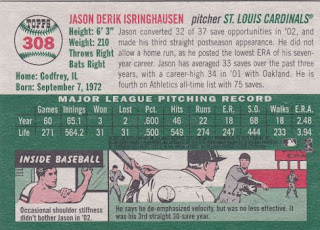 TOPPS
308
JASON DERIK ISRINGHAUSEN pitcher ST. LOUIS CARDINALS
Height: 6' 3"
Weight: 210
Throws Right
Bats Right
Home: Godfrey, IL
Born: September 7, 1972
Jason converted 32 of 37 save opportunities in '02, and
made his third straight postseason appearance. He did not
allow a home run, as he posted the lowest ERA of his seven-
year career. Jason has averaged 33 saves over the past three
years, with a career-high 34 in '01 with Oakland. He is
fourth on Athletics all-time list with 75 saves.
MAJOR LEAGUE PITCHING RECORD
Games Innings Won Lost Pct. Hits Runs E.R. S.O. Walks E.R.A.
Year 60 65.1 3 2 .600 46 22 18 68 18 2.48
Life 271 564.2 31 31 .500 547 279 247 444 233 3.94
INSIDE BASEBALL
Occasional shoulder stiffness
didn't bother Jason in '02.
He says he de-emphasized velocity, but was no less effective. It
was his 3rd straight 30-save year.